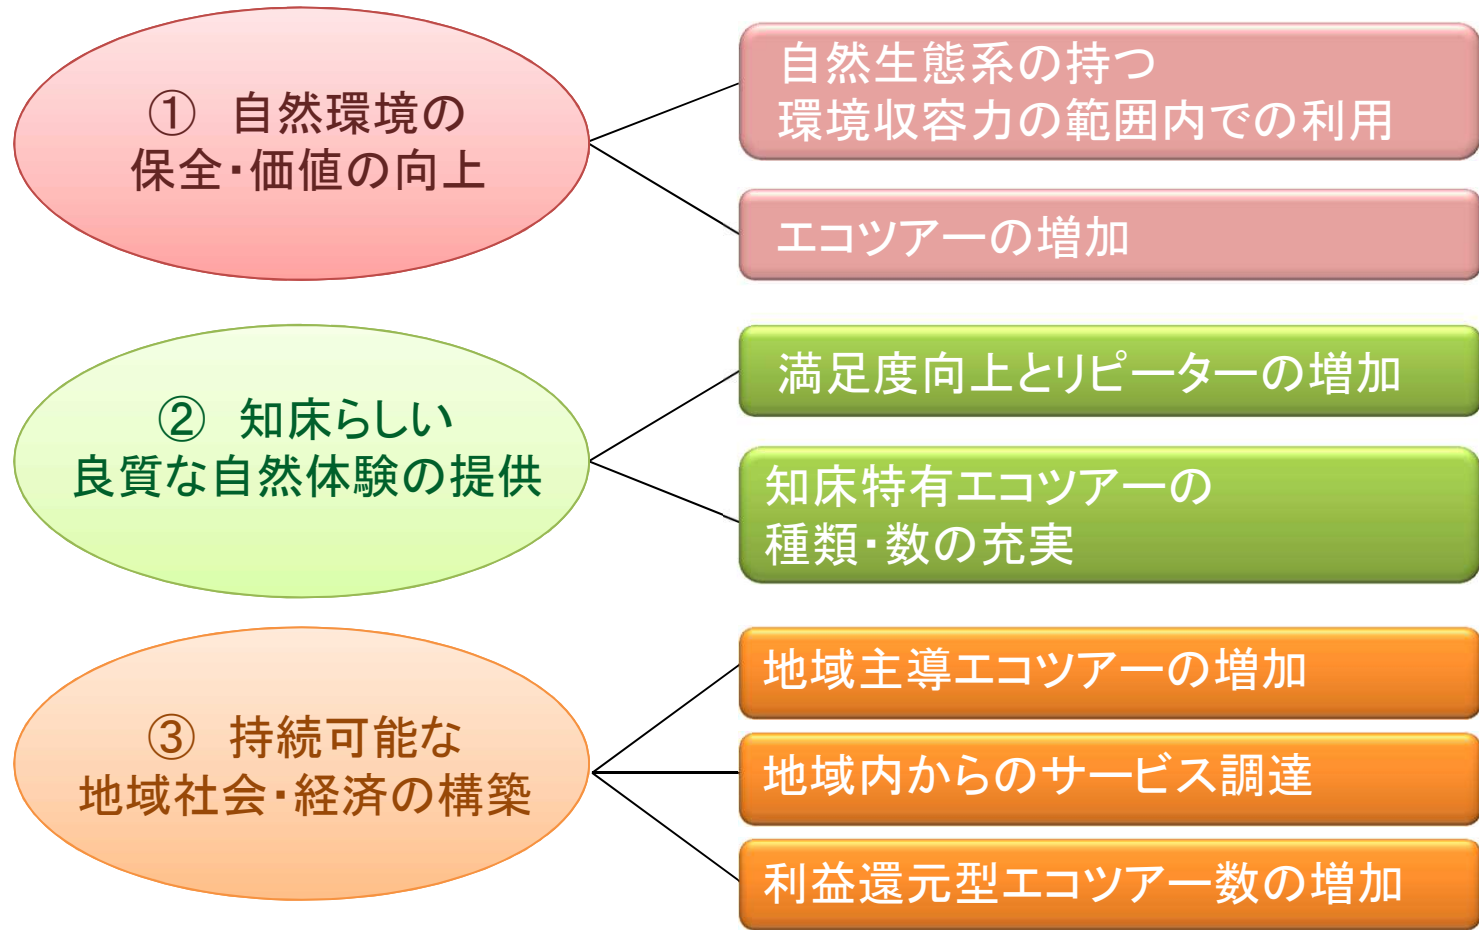 ① 自然環境の
保全・価値の向上
自然生態系の持つ
環境収容力の範囲内での利用
エコツアーの増加
② 知床らしい
良質な自然体験の提供
満足度向上とリピーターの増加
知床特有エコツアーの
種類・数の充実
③ 持続可能な
地域社会・経済の構築
地域主導エコツアーの増加
地域内からのサービス調達
利益還元型エコツアー数の増加